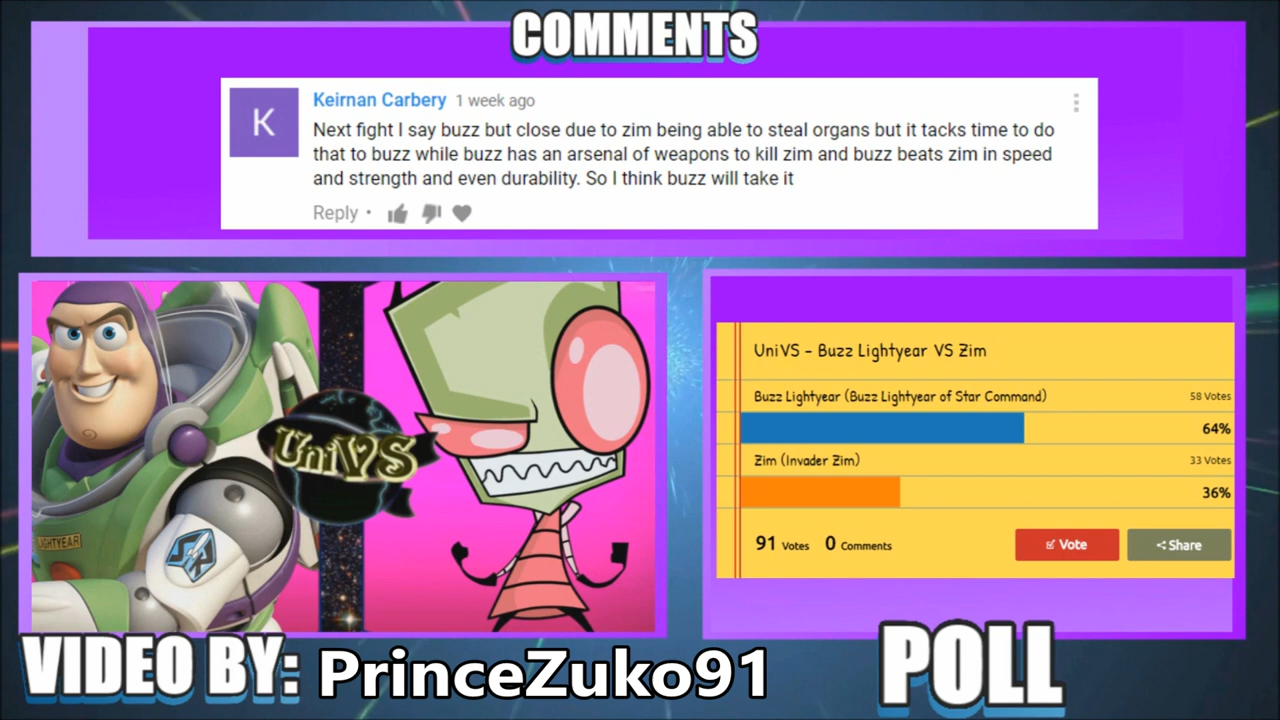 COMMENTS
K
Keirnan Carbery 1 week ago
Next fight I say buzz but close due to zim being able to steal organs but it tacks time to do
that to buzz while buzz has an arsenal of weapons to kill zim and buzz beats zim in speed
and strength and even durability. So I think buzz will take it
Reply •
LIGHTYEAR
UniVS
UniVS - Buzz Lightyear VS Zim
Buzz Lightyear (Buzz Lightyear of Star Command) 58 Votes
64%
Zim (Invader Zim) 33 Votes
36%
91 Votes 0 Comments
Vote Share
VIDEO BY: PrinceZuko91
POLL